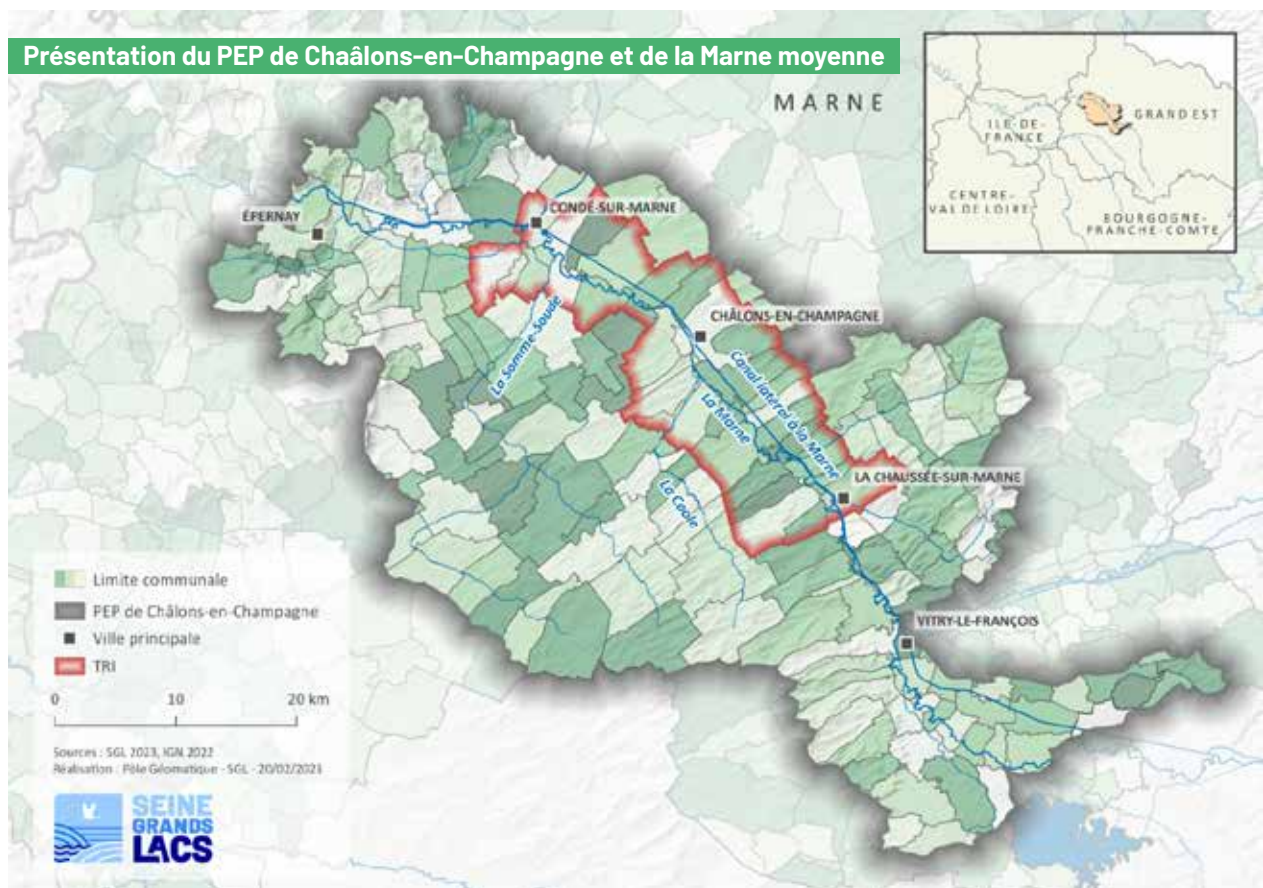 Présentation du PEP de Chaâlons-en-Champagne et de la Marne moyenne
MARNE
ILE-DE-
FRANCE
GRAND EST
CENTRE-
VAL DE LOIRE
BOURGOGNE-
FRANCHE-COMTE
ÉPERNAY
CONDÉ-SUR-MARNE
CHÂLONS-EN-CHAMPAGNE
La Somme-Soude
Canal latéral à la Marne
La Marne
LA CHAUSSÉE-SUR-MARNE
La Coole
VITRY-LE-FRANÇOIS
Limite communale
PEP de Châlons-en-Champagne
Ville principale
TRI
0 10 20 km
Sources : SGL 2023, IGN 2022
Réalisation : Pôle Géomatique - SGL - 20/02/2023
SEINE
GRANDS
LACS